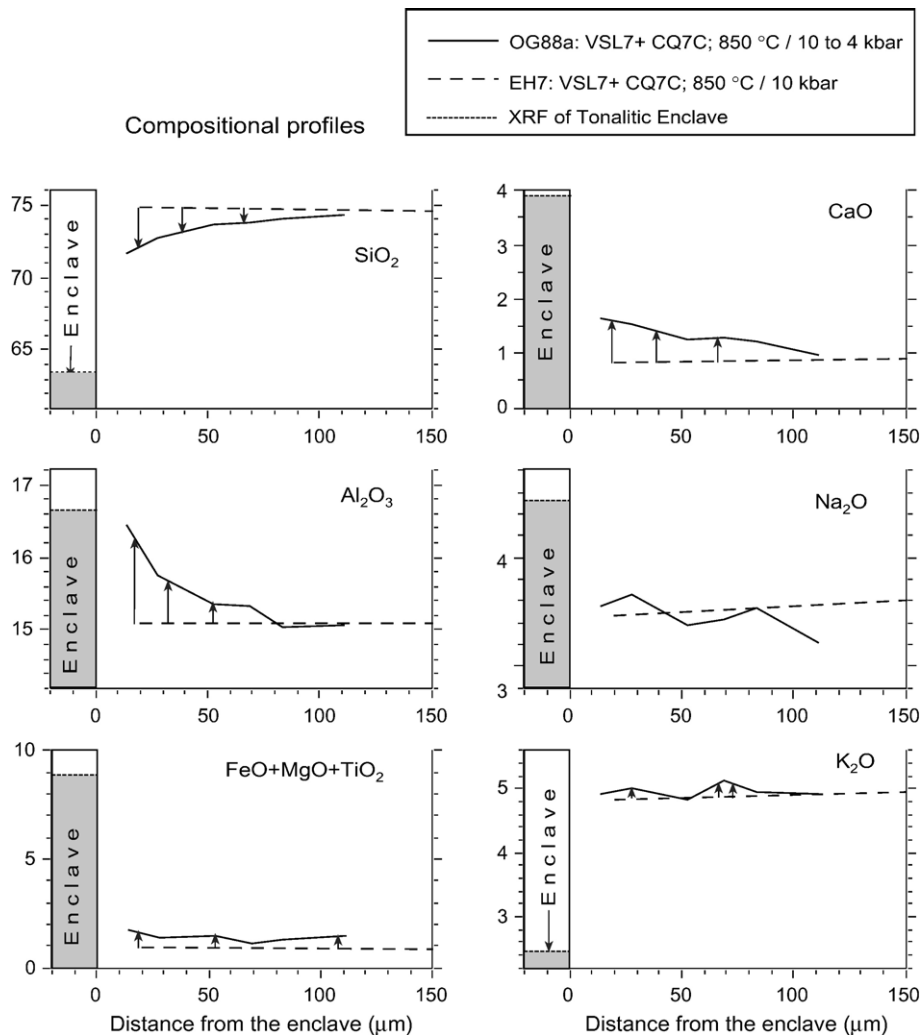 OG88a: VSL7+ CQ7C; 850 °C / 10 to 4 kbar
EH7: VSL7+ CQ7C; 850 °C / 10 kbar
XRF of Tonalitic Enclave
Compositional profiles
75
70
65
Enclave
SiO2
0 50 100 150
4
3
2
1
0
Enclave
CaO
0 50 100 150
17
16
15
Enclave
Al2O3
0 50 100 150
4
3
Enclave
Na2O
0 50 100 150
10
5
0
Enclave
FeO+MgO+TiO2
0 50 100 150
Distance from the enclave (μm)
5
4
3
Enclave
K2O
0 50 100 150
Distance from the enclave (μm)